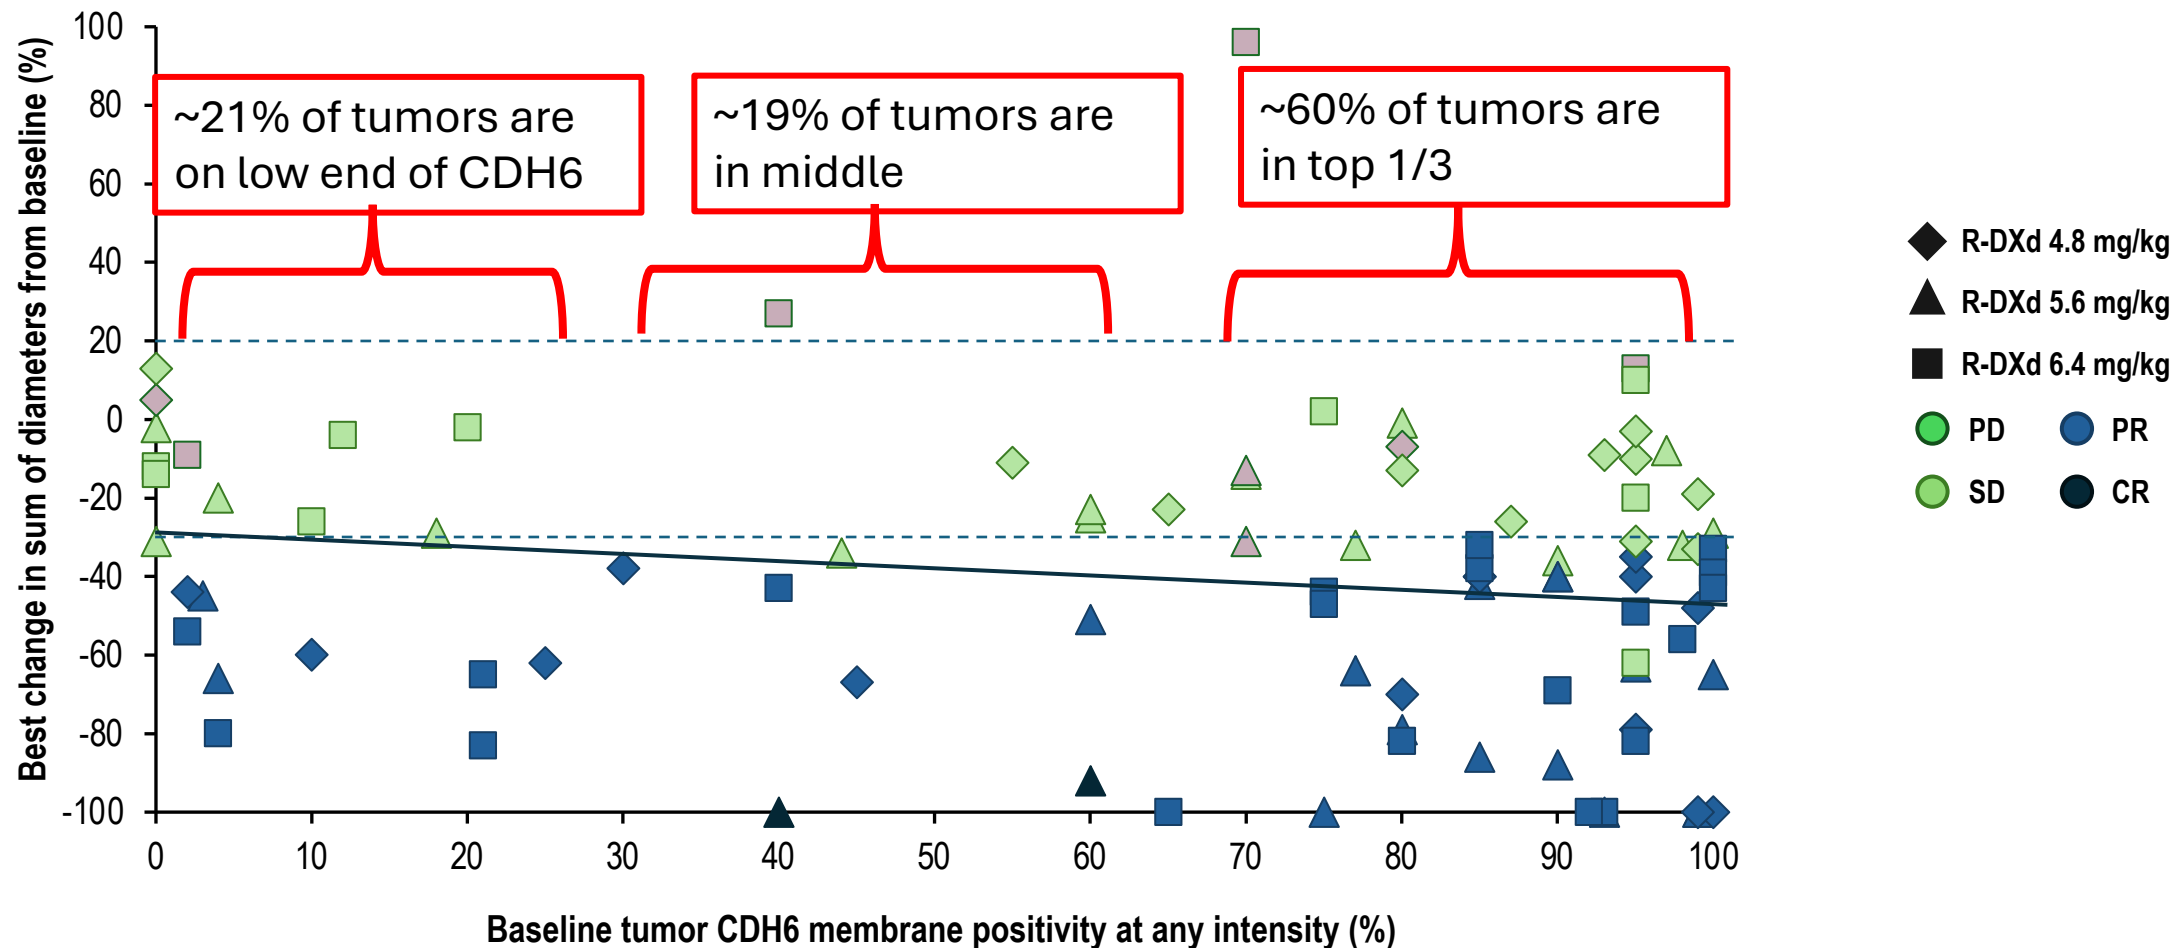 100
80
60
40
20
0
-20
-40
-60
-80
-100
Best change in sum of diameters from baseline (%)
~21% of tumors are
on low end of CDH6
~19% of tumors are
in middle
~60% of tumors are
in top 1/3
R-DXd 4.8 mg/kg
R-DXd 5.6 mg/kg
R-DXd 6.4 mg/kg
PD PR
SD CR
0 10 20 30 40 50 60 70 80 90 100
Baseline tumor CDH6 membrane positivity at any intensity (%)